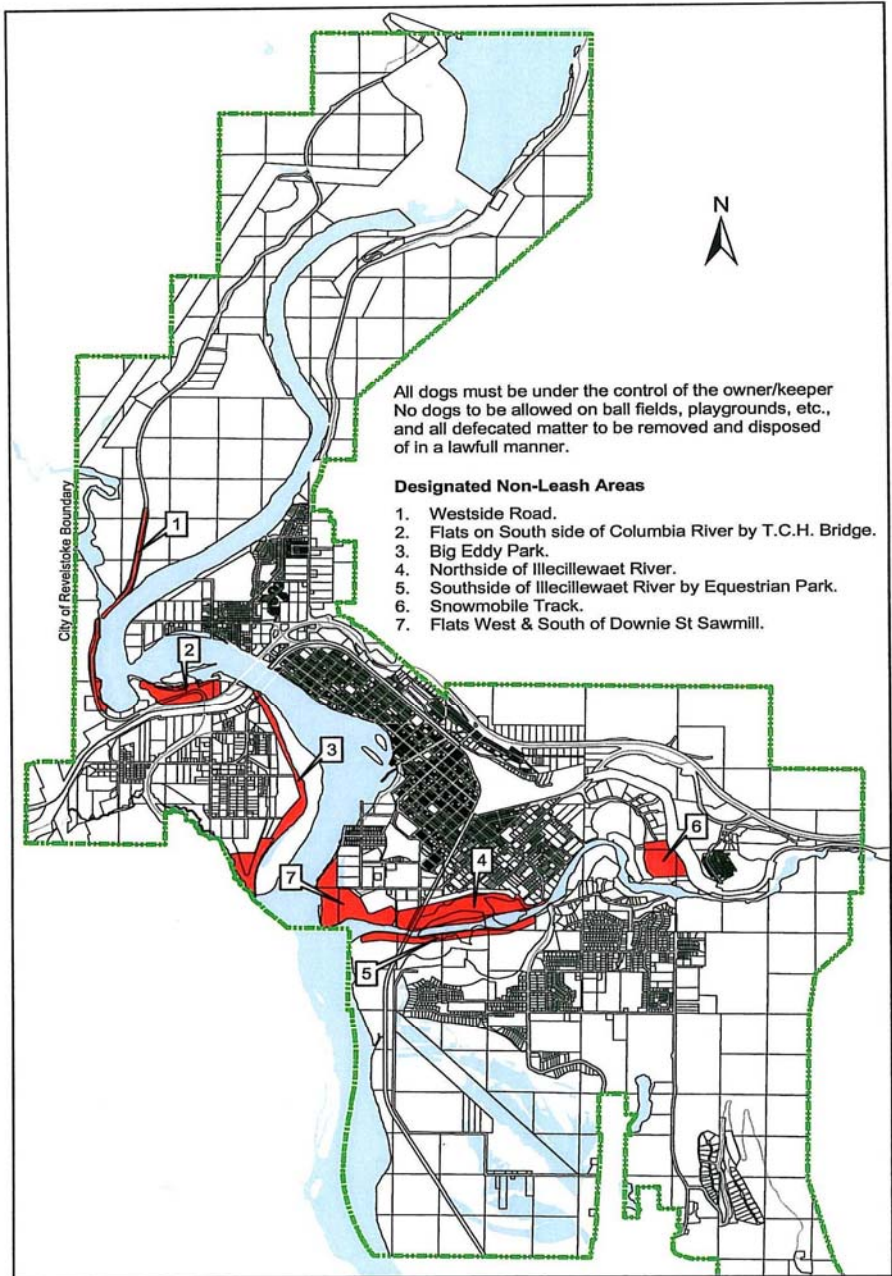 N
All dogs must be under the control of the owner/keeper
No dogs to be allowed on ball fields, playgrounds, etc.,
and all defecated matter to be removed and disposed
of in a lawfull manner.
Designated Non-Leash Areas
1. Westside Road.
2. Flats on South side of Columbia River by T.C.H. Bridge.
3. Big Eddy Park.
4. Northside of Illecillewaet River.
5. Southside of Illecillewaet River by Equestrian Park.
6. Snowmobile Track.
7. Flats West & South of Downie St Sawmill.
City of Revelstoke Boundary
1
2
3
6
4
7
5